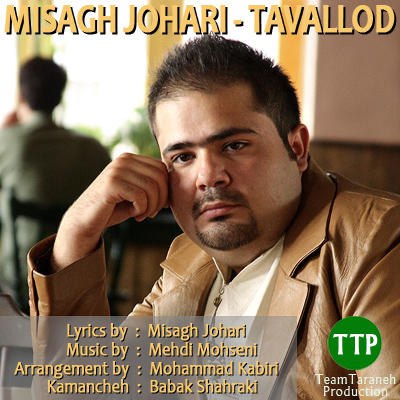 MISAGH JOHARI - TAVALLOD
Lyrics by : Misagh Johari
Music by : Mehdi Mohseni
Arrangement by : Mohammad Kabiri
Kamancheh : Babak Shahraki
TTP
TeamTaraneh
Production